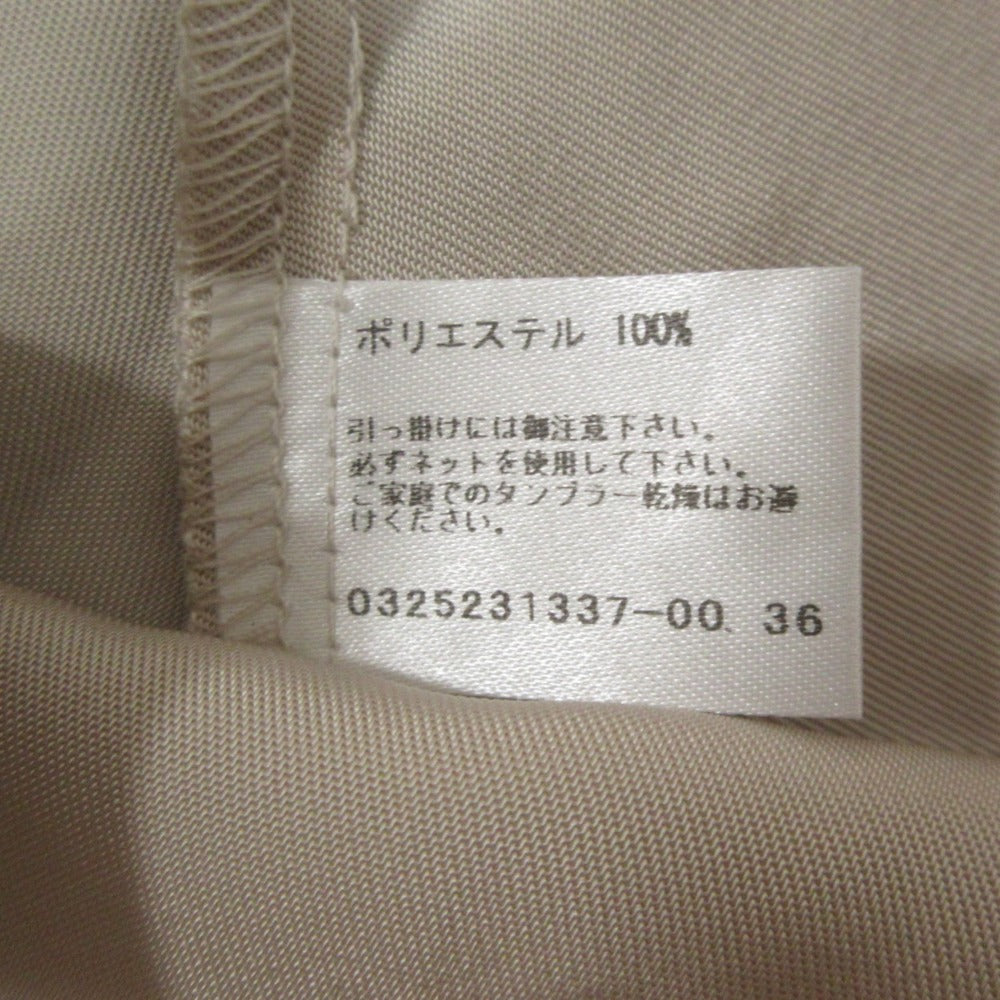 ポリエステル 100%
引っ掛けには御注意下さい。
必ずネットを使用して下さい。
ご家庭でのタンブラー乾燥はお避
けください。
0325231337-00. 36